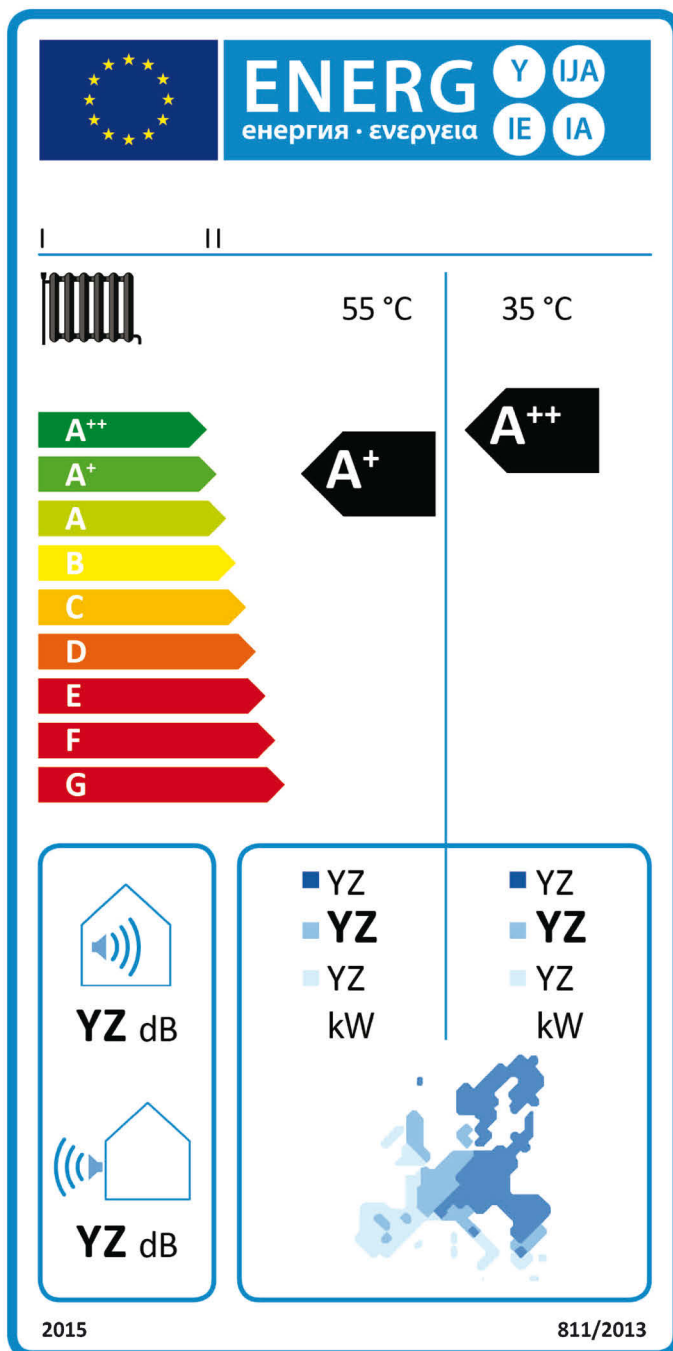 ENERG Y IJA
енергия · ενεργεια IE IA
I II
55 °C 35 °C
A++ A++
A+ A+
A
B
C
D
E
F
G
YZ YZ
YZ YZ
YZ YZ
kW kW
YZ dB
YZ dB
2015 811/2013